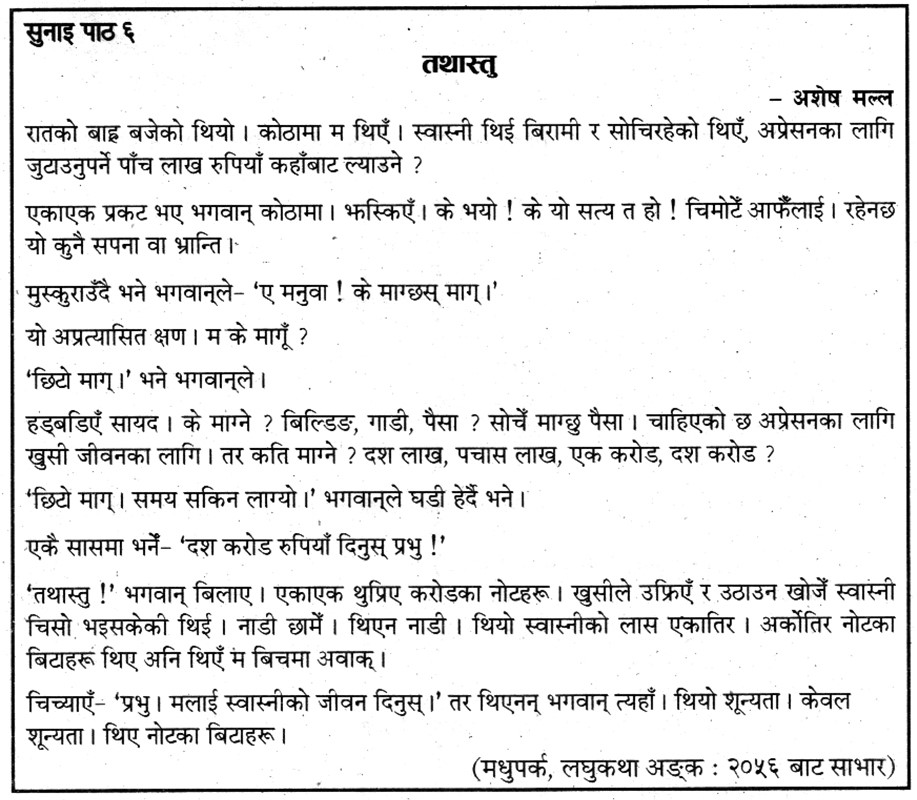 सुनाइ पाठ ६
तथास्तु
– अशेष मल्ल
रातको बाह्र बजेको थियो । कोठामा म थिएँ । स्वास्नी थिई बिरामी र सोचिरहेको थिएँ, अप्रेसनका लागि
जुटाउनुपर्ने पाँच लाख रुपियाँ कहाँबाट ल्याउने ?
एकाएक प्रकट भए भगवान् कोठामा । झस्किएँ । के भयो ! के यो सत्य त हो ! चिमोटेँ आफैँलाई । रहेनछ
यो कुनै सपना वा भ्रान्ति ।
मुस्कुराउँदै भने भगवान्‌ले– ‘ए मनुवा ! के माग्छस् माग् ।’
यो अप्रत्यासित क्षण । म के मागूँ ?
‘छिटो माग् ।’ भने भगवान्‌ले ।
हड्बडिएँ सायद । के माग्ने ? बिल्डिङ, गाडी, पैसा ? सोचेँ माग्छु पैसा । चाहिएको छ अप्रेसनका लागि
खुसी जीवनका लागि । तर कति माग्ने ? दश लाख, पचास लाख, एक करोड, दश करोड ?
‘छिटो माग् । समय सकिन लाग्यो ।’ भगवान्‌ले घडी हेर्दै भने ।
एकै सासमा भनेँ– ‘दश करोड रुपियाँ दिनुस् प्रभु !’
‘तथास्तु !’ भगवान् बिलाए । एकाएक थुप्रिए करोडका नोटहरू । खुसीले उफ्रिएँ र उठाउन खोजेँ स्वास्नी
चिसो भइसकेकी थिई । नाडी छामेँ । थिएन नाडी । थियो स्वास्नीको लास एकातिर । अर्कोतिर नोटका
बिटाहरू थिए अनि थिएँ म बिचमा अवाक् ।
चिच्याएँ– ‘प्रभु । मलाई स्वास्नीको जीवन दिनुस् ।’ तर थिएनन् भगवान् त्यहाँ । थियो शून्यता । केवल
शून्यता । थिए नोटका बिटाहरू ।
(मधुपर्क, लघुकथा अङ्क : २०५६ बाट साभार)